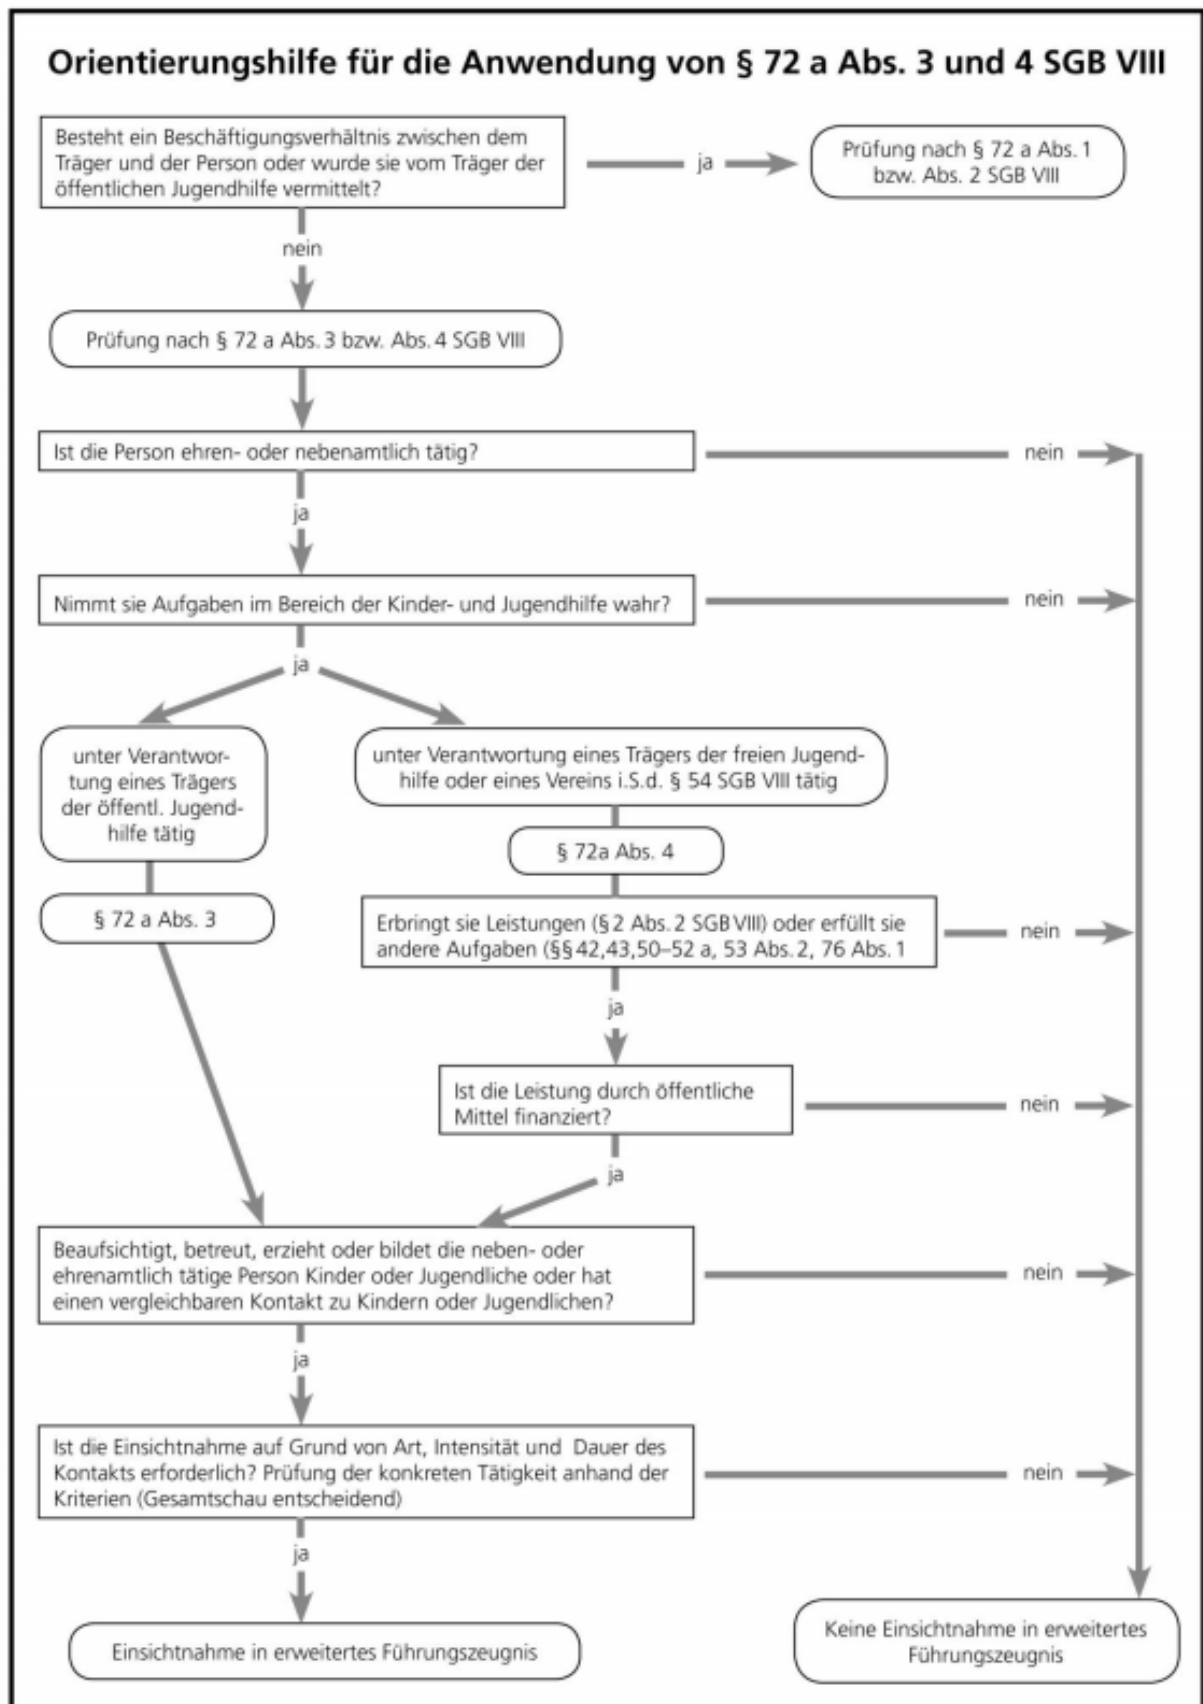 Orientierungshilfe für die Anwendung von § 72 a Abs. 3 und 4 SGB VIII
Besteht ein Beschäftigungsverhältnis zwischen dem
Träger und der Person oder wurde sie vom Träger der
öffentlichen Jugendhilfe vermittelt?
ja
Prüfung nach § 72 a Abs. 1
bzw. Abs. 2 SGB VIII
nein
Prüfung nach § 72 a Abs. 3 bzw. Abs. 4 SGB VIII
Ist die Person ehren- oder nebenamtlich tätig?
nein
ja
Nimmt sie Aufgaben im Bereich der Kinder- und Jugendhilfe wahr?
nein
ja
unter Verantwor-
tung eines Trägers
der öffentl. Jugend-
hilfe tätig
unter Verantwortung eines Trägers der freien Jugend-
hilfe oder eines Vereins i.S.d. § 54 SGB VIII tätig
§ 72a Abs. 4
§ 72 a Abs. 3
Erbringt sie Leistungen (§ 2 Abs. 2 SGB VIII) oder erfüllt sie
andere Aufgaben (§§ 42,43,50–52 a, 53 Abs. 2, 76 Abs. 1
nein
ja
Ist die Leistung durch öffentliche
Mittel finanziert?
nein
ja
Beaufsichtigt, betreut, erzieht oder bildet die neben- oder
ehrenamtlich tätige Person Kinder oder Jugendliche oder hat
einen vergleichbaren Kontakt zu Kindern oder Jugendlichen?
nein
ja
Ist die Einsichtnahme auf Grund von Art, Intensität und Dauer des
Kontakts erforderlich? Prüfung der konkreten Tätigkeit anhand der
Kriterien (Gesamtschau entscheidend)
nein
ja
Einsichtnahme in erweitertes Führungszeugnis
Keine Einsichtnahme in erweitertes
Führungszeugnis